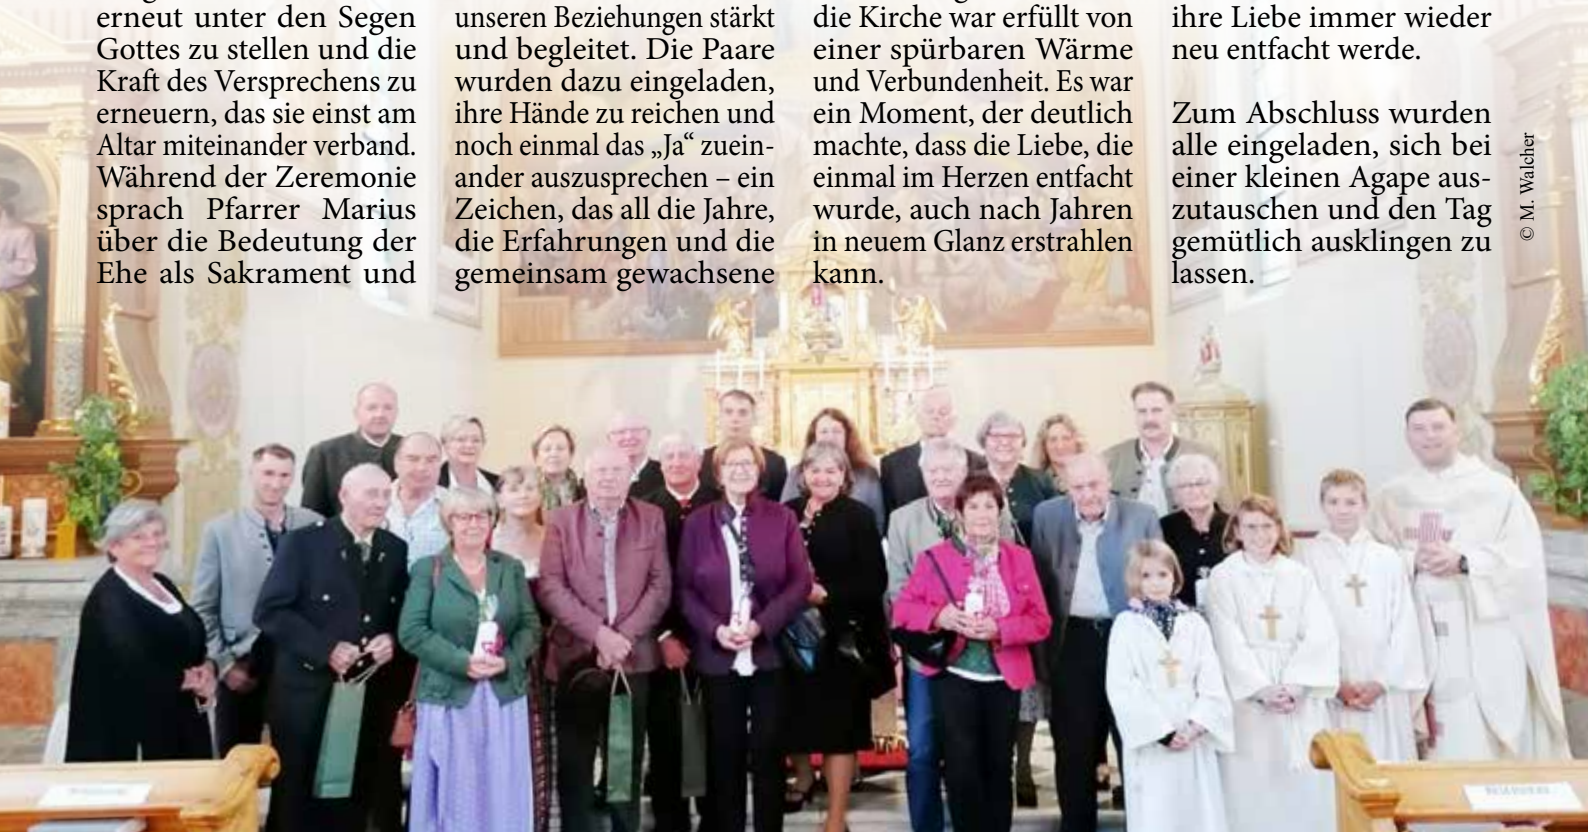 erneut unter den Segen
Gottes zu stellen und die
Kraft des Versprechens zu
erneuern, das sie einst am
Altar miteinander verband.
Während der Zeremonie
sprach Pfarrer Marius
über die Bedeutung der
Ehe als Sakrament und
unseren Beziehungen stärkt
und begleitet. Die Paare
wurden dazu eingeladen,
ihre Hände zu reichen und
noch einmal das „Ja“ zuein-
ander auszusprechen – ein
Zeichen, das all die Jahre,
die Erfahrungen und die
gemeinsam gewachsene
die Kirche war erfüllt von
einer spürbaren Wärme
und Verbundenheit. Es war
ein Moment, der deutlich
machte, dass die Liebe, die
einmal im Herzen entfacht
wurde, auch nach Jahren
in neuem Glanz erstrahlen
kann.
ihre Liebe immer wieder
neu entfacht werde.
Zum Abschluss wurden
alle eingeladen, sich bei
einer kleinen Agape aus-
zutauschen und den Tag
gemütlich ausklingen zu
lassen.
© M. Walcher